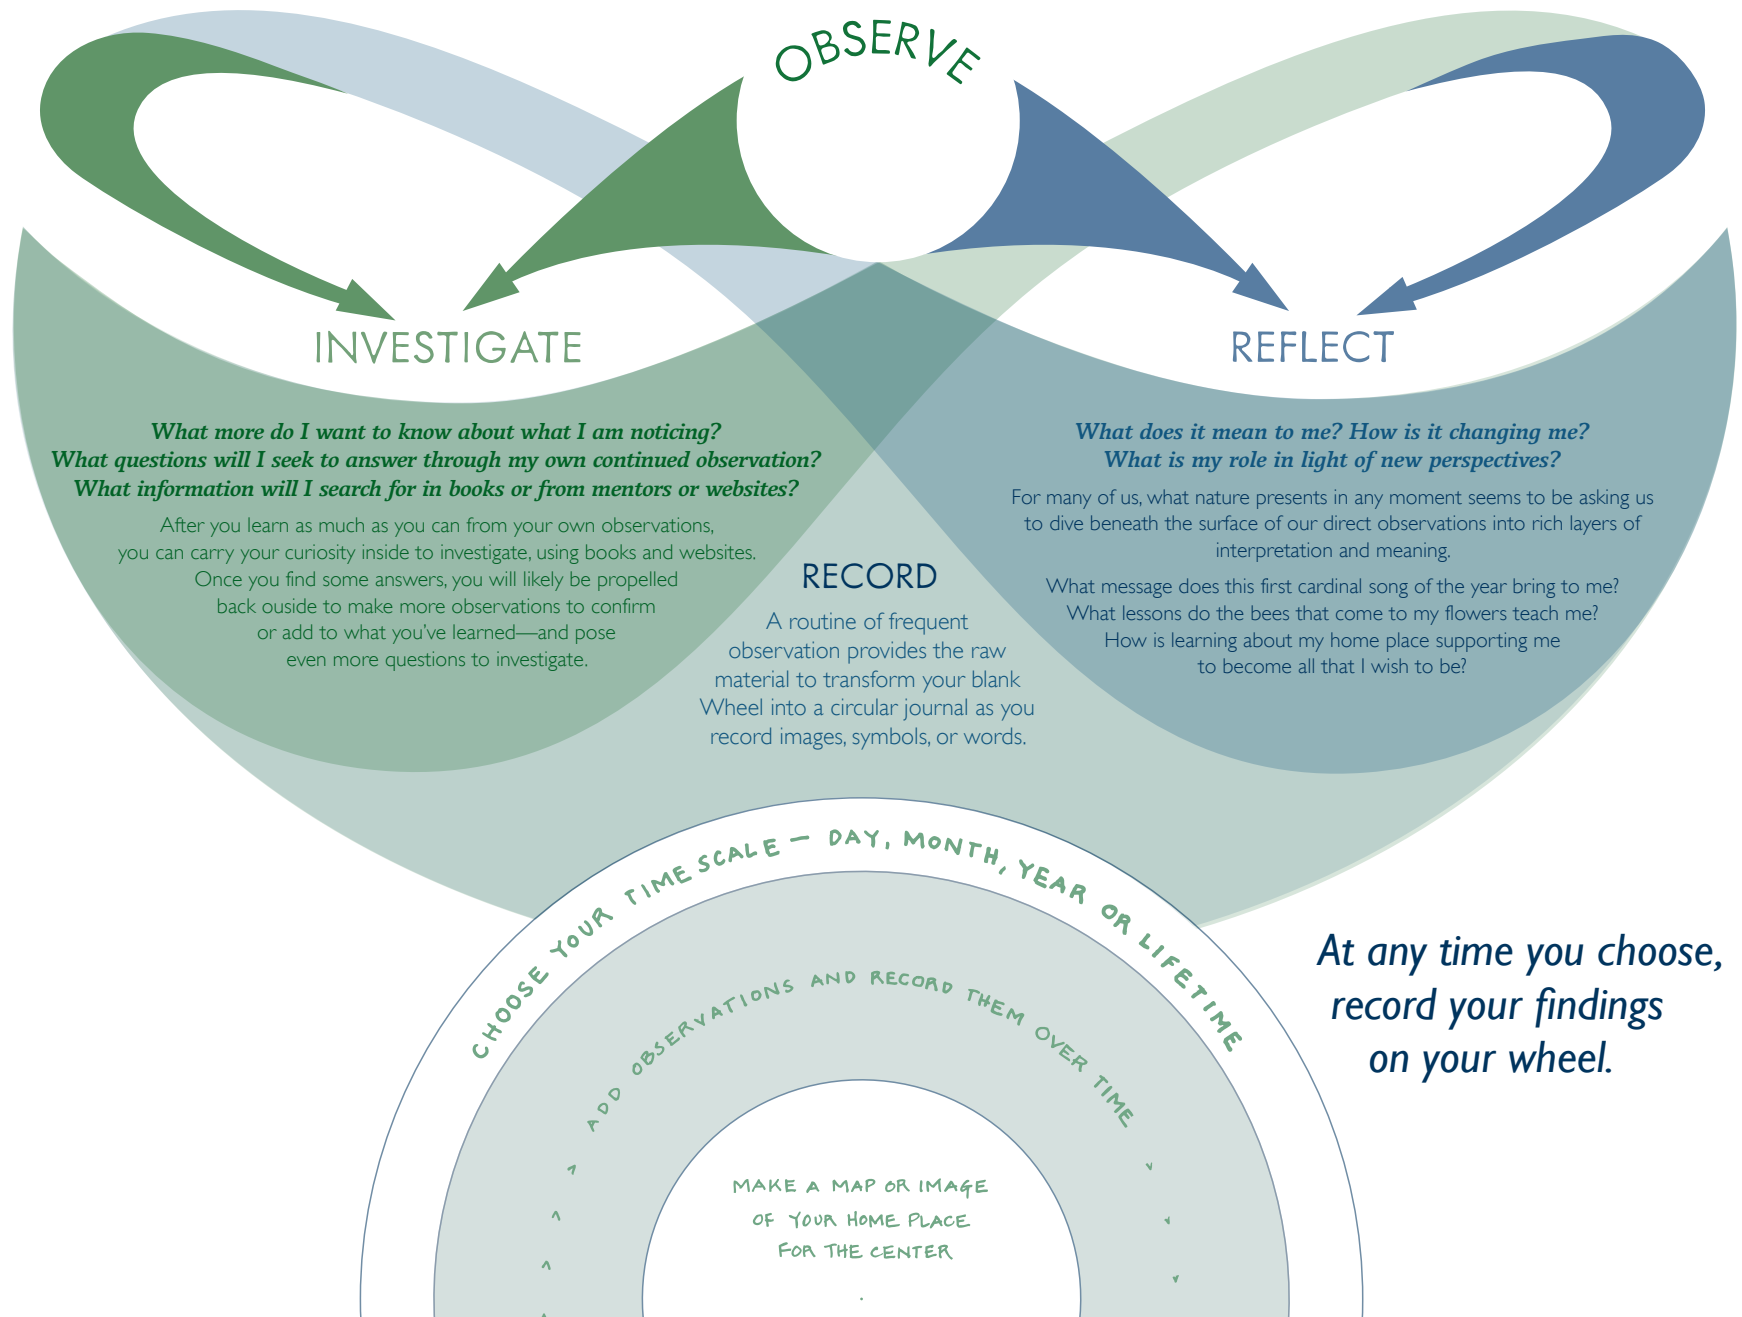 OBSERVE
INVESTIGATE
What more do I want to know about what I am noticing?
What questions will I seek to answer through my own continued observation?
What information will I search for in books or from mentors or websites?
After you learn as much as you can from your own observations,
you can carry your curiosity inside to investigate, using books and websites.
Once you find some answers, you will likely be propelled
back ouside to make more observations to confirm
or add to what you've learned—and pose
even more questions to investigate.
REFLECT
What does it mean to me? How is it changing me?
What is my role in light of new perspectives?
For many of us, what nature presents in any moment seems to be asking us
to dive beneath the surface of our direct observations into rich layers of
interpretation and meaning.
What message does this first cardinal song of the year bring to me?
What lessons do the bees that come to my flowers teach me?
How is learning about my home place supporting me
to become all that I wish to be?
RECORD
A routine of frequent
observation provides the raw
material to transform your blank
Wheel into a circular journal as you
record images, symbols, or words.
CHOOSE YOUR TIME SCALE — DAY, MONTH, YEAR OR LIFETIME
ADD OBSERVATIONS AND RECORD THEM OVER TIME
MAKE A MAP OR IMAGE
OF YOUR HOME PLACE
FOR THE CENTER
At any time you choose,
record your findings
on your wheel.